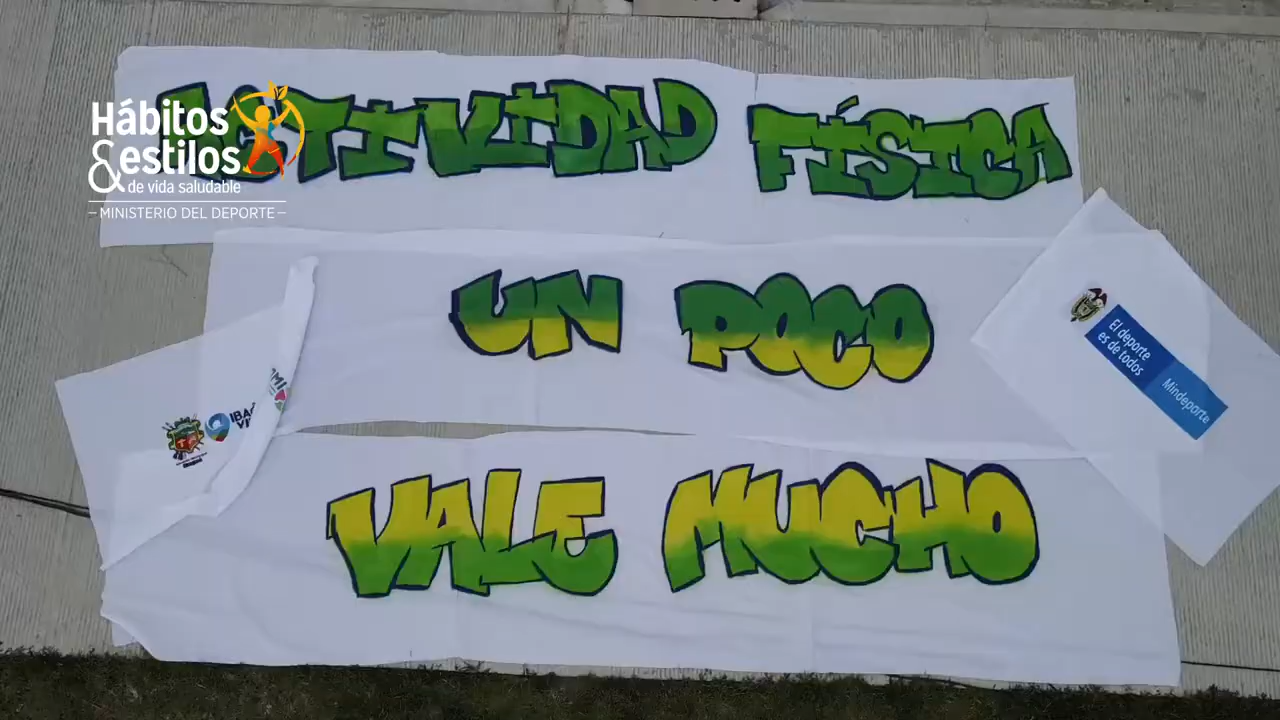 ACTIVIDAD FÍSICA
Hábitos
&estilos
de vida saludable
MINISTERIO DEL DEPORTE
UN POCO
El deporte
es de todos
Mindeporte
VALE MUCHO